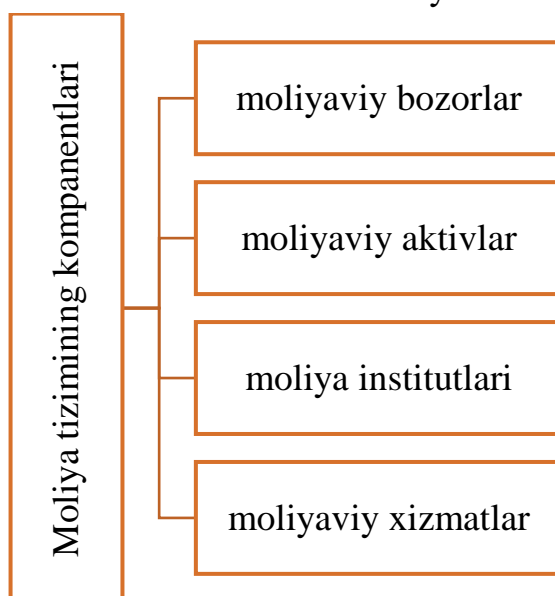 Moliya tizimining kompanentlari
moliyaviy bozorlar
moliyaviy aktivlar
moliya institutlari
moliyaviy xizmatlar